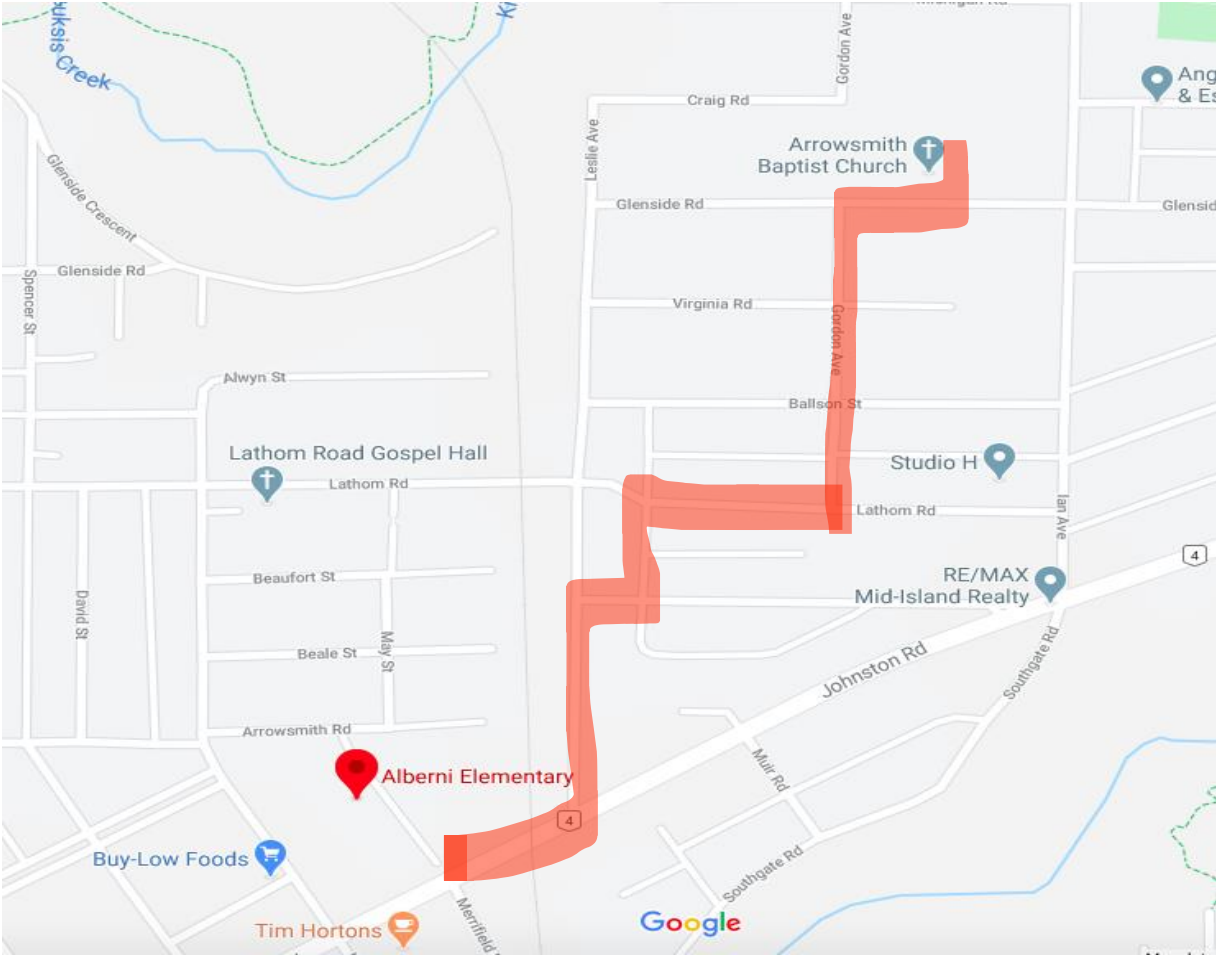 Gordon Ave
Creek
Craig Rd
Arrowsmith
Baptist Church
Leslie Ave
Glenside Crescent
Glenside Rd
Glenside Rd
Spencer St
Virginia Rd
Gordon Ave
Alwyn St
Ballson St
Lathom Road Gospel Hall
Studio H
Lathom Rd
Lathom Rd
Ian Ave
4
Beaufort St
RE/MAX
Mid-Island Realty
David St
May St
Beale St
Johnston Rd
Southgate Rd
Arrowsmith Rd
Alberni Elementary
Muir Rd
4
Buy-Low Foods
Southgate Rd
Tim Hortons
Merrifield
Google